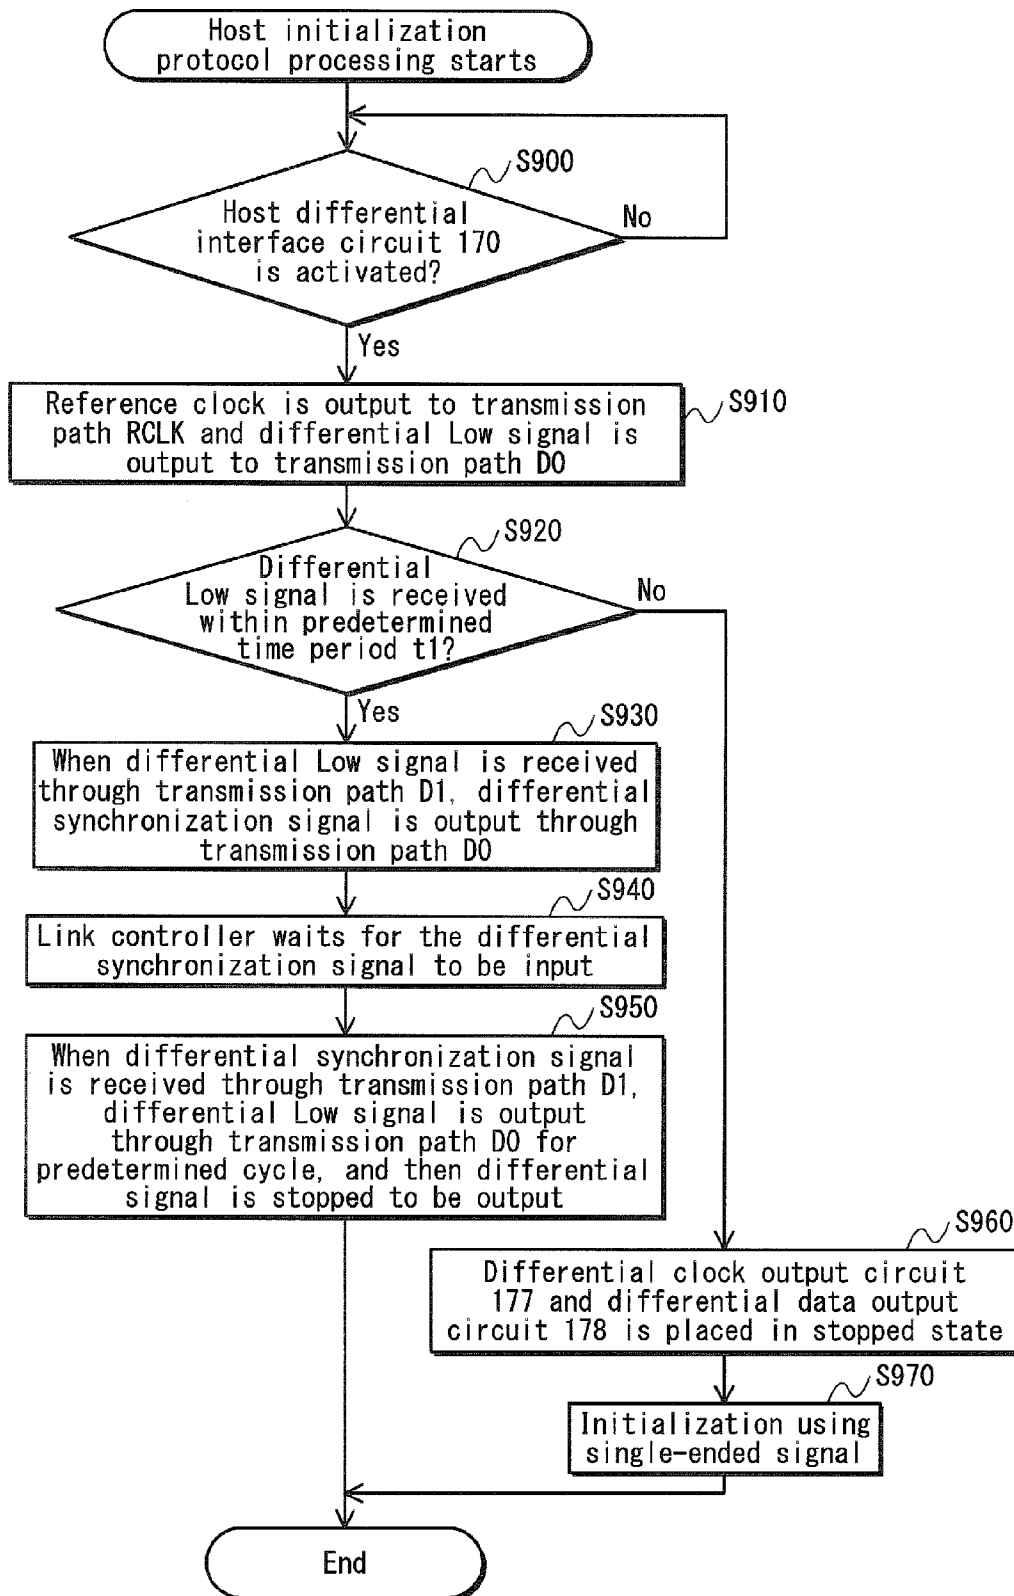 Host initialization
protocol processing starts
S900
Host differential
interface circuit 170
is activated?
No
Yes
S910
Reference clock is output to transmission
path RCLK and differential Low signal is
output to transmission path D0
S920
Differential
Low signal is received
within predetermined
time period t1?
No
Yes
S930
When differential Low signal is received
through transmission path D1, differential
synchronization signal is output through
transmission path D0
S940
Link controller waits for the differential
synchronization signal to be input
S950
When differential synchronization signal
is received through transmission path D1,
differential Low signal is output
through transmission path D0 for
predetermined cycle, and then differential
signal is stopped to be output
S960
Differential clock output circuit
177 and differential data output
circuit 178 is placed in stopped state
S970
Initialization using
single-ended signal
End